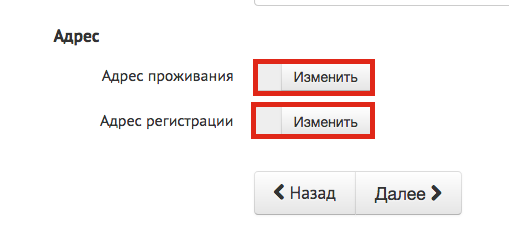 Адрес
Адрес проживания Изменить
Адрес регистрации Изменить
Назад Далее